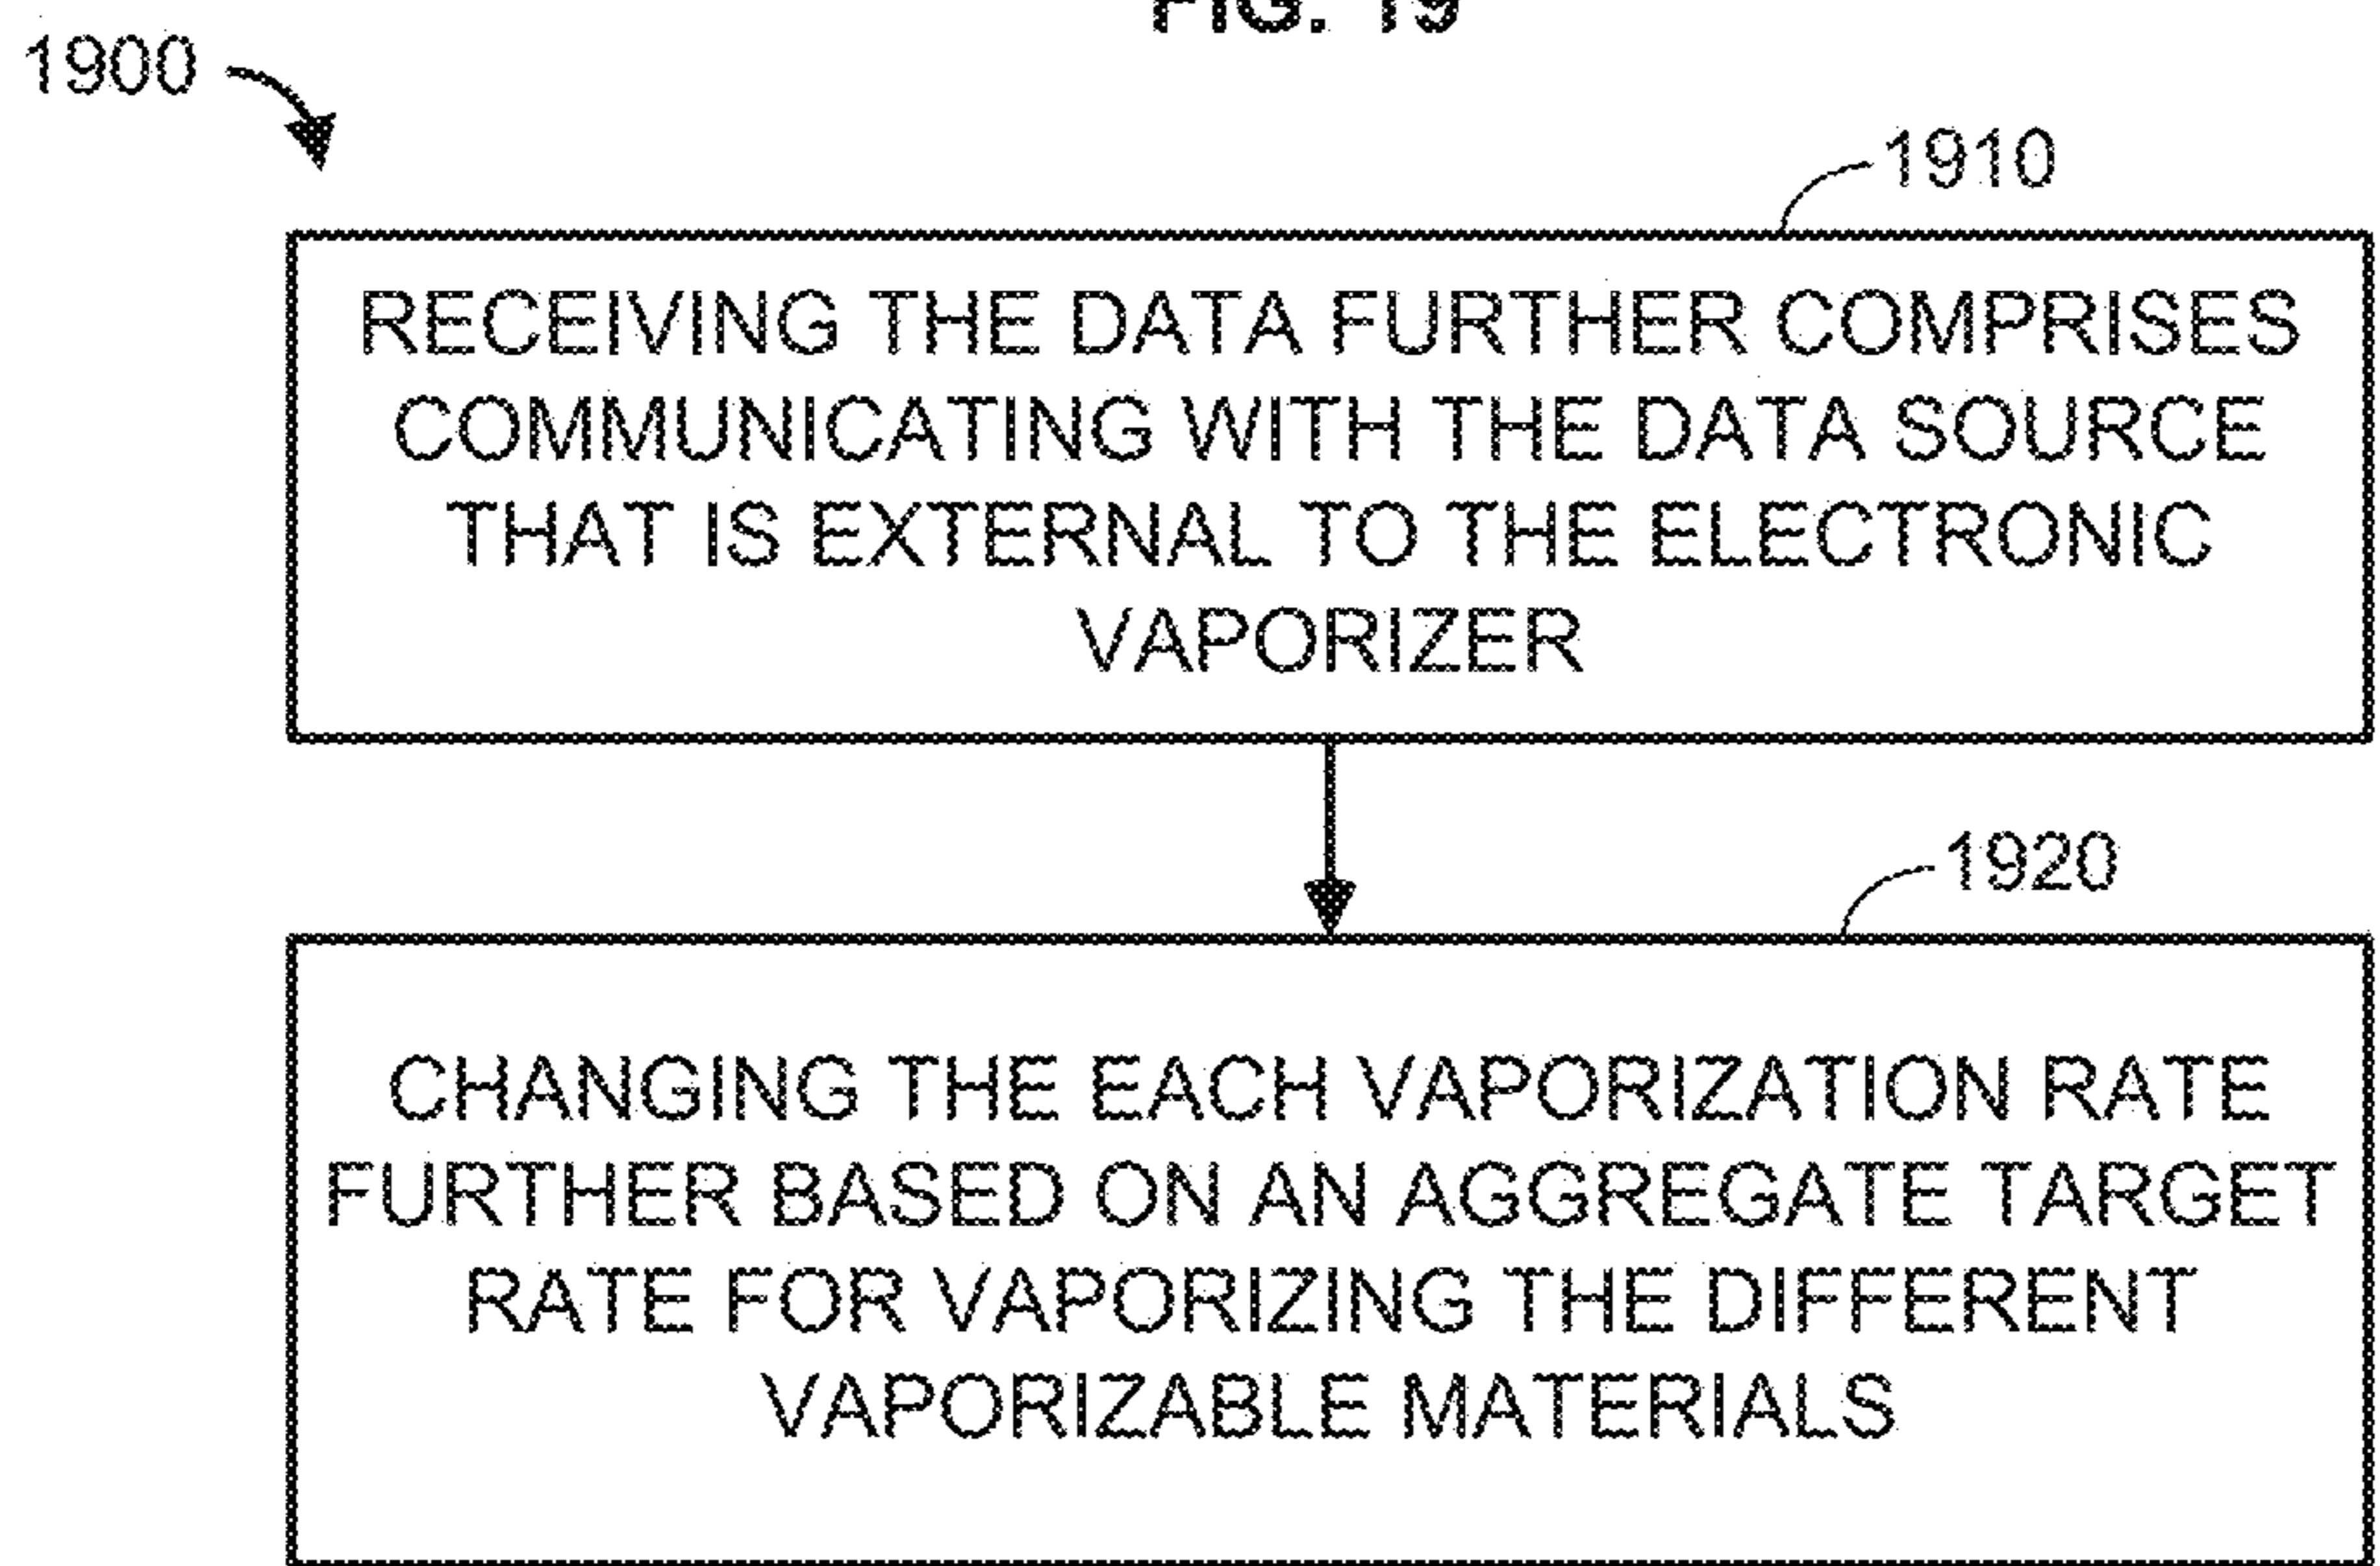 FIG. 19
1900
1910
RECEIVING THE DATA FURTHER COMPRISES
COMMUNICATING WITH THE DATA SOURCE
THAT IS EXTERNAL TO THE ELECTRONIC
VAPORIZER
1920
CHANGING THE EACH VAPORIZATION RATE
FURTHER BASED ON AN AGGREGATE TARGET
RATE FOR VAPORIZING THE DIFFERENT
VAPORIZABLE MATERIALS